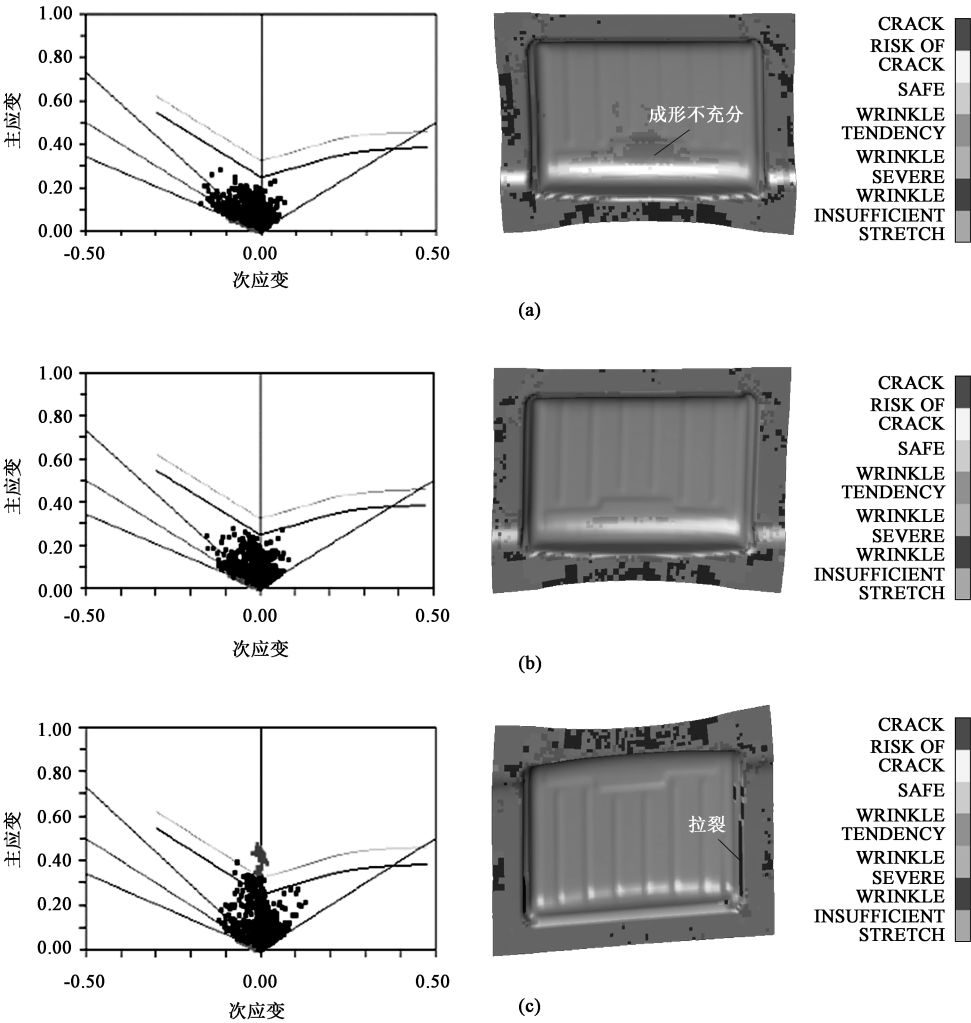 1.00
0.80
0.60
0.40
0.20
0.00
主应变
-0.50
0.00
0.50
次应变
成形不充分
CRACK
RISK OF
CRACK
SAFE
WRINKLE
TENDENCY
WRINKLE
SEVERE
WRINKLE
INSUFFICIENT
STRETCH
(a)
1.00
0.80
0.60
0.40
0.20
0.00
主应变
-0.50
0.00
0.50
次应变
CRACK
RISK OF
CRACK
SAFE
WRINKLE
TENDENCY
WRINKLE
SEVERE
WRINKLE
INSUFFICIENT
STRETCH
(b)
1.00
0.80
0.60
0.40
0.20
0.00
主应变
-0.50
0.00
0.50
次应变
拉裂
CRACK
RISK OF
CRACK
SAFE
WRINKLE
TENDENCY
WRINKLE
SEVERE
WRINKLE
INSUFFICIENT
STRETCH
(c)